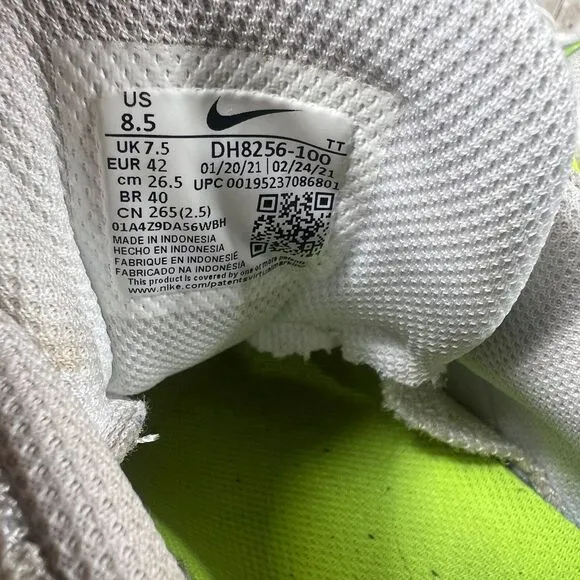 US
8.5
UK 7.5
EUR 42
cm 26.5
BR 40
CN 265(2.5)
DH8256-100 TT
01/20/21 | 02/24/21
UPC 00195237086801
01A4Z9DA56WBH
MADE IN INDONESIA
HECHO EN INDONESIA
FABRIQUE EN INDONESIE
FABRICADO NA INDONESIA
This product is covered by one or more patents
www.nike.com/patentsvirtual